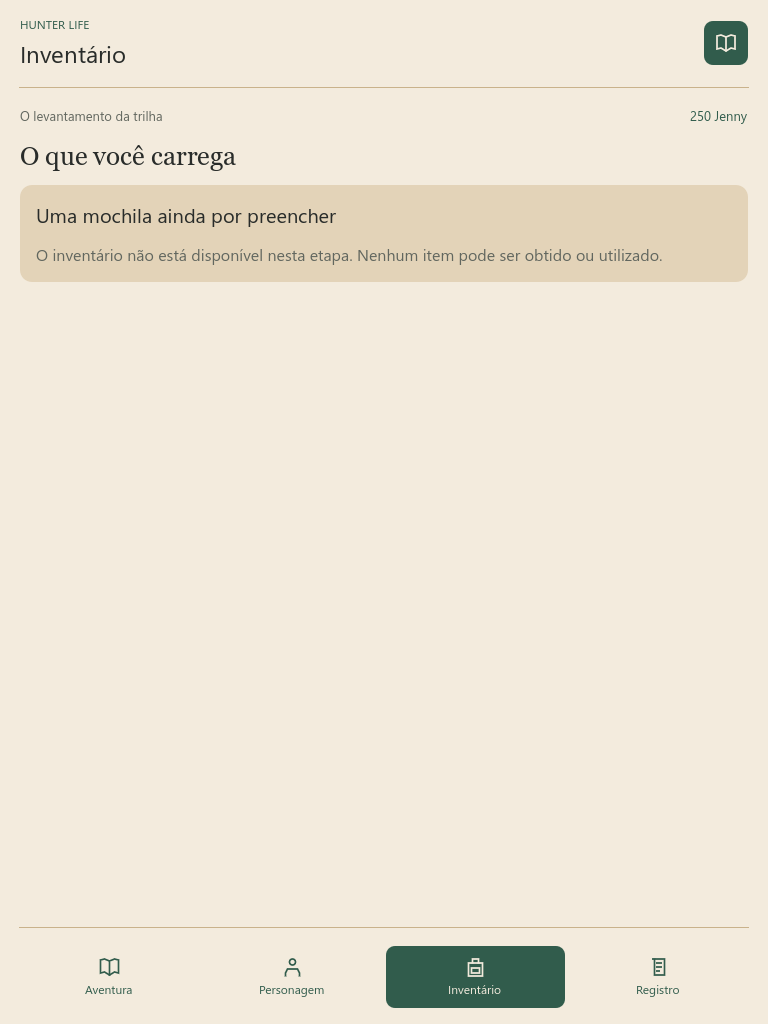 HUNTER LIFE
Inventário
O levantamento da trilha
250 Jenny
O que você carrega
Uma mochila ainda por preencher
O inventário não está disponível nesta etapa. Nenhum item pode ser obtido ou utilizado.
Aventura
Personagem
Inventário
Registro